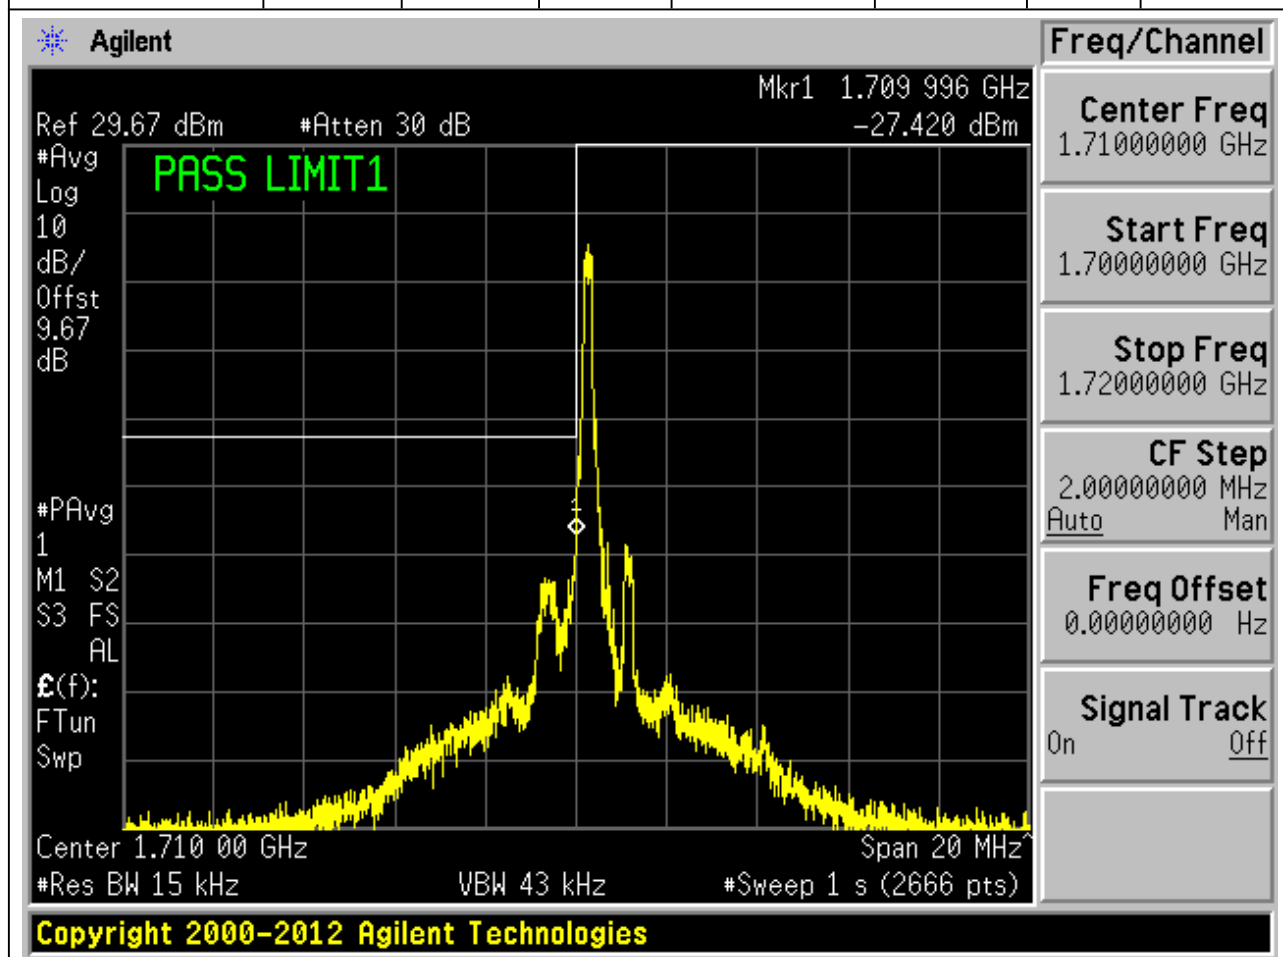 Agilent
Freq/Channel
Mkr1 1.709 996 GHz
Ref 29.67 dBm #Atten 30 dB -27.420 dBm
#Avg
Log
10
dB/
Offst
9.67
dB
PASS LIMIT1
1
#PAvg
1
M1 S2
S3 FS
AL
£(f):
FTun
Swp
Center 1.710 00 GHz Span 20 MHz^
#Res BW 15 kHz VBW 43 kHz #Sweep 1 s (2666 pts)
Copyright 2000-2012 Agilent Technologies
Center Freq
1.71000000 GHz
Start Freq
1.70000000 GHz
Stop Freq
1.72000000 GHz
CF Step
2.00000000 MHz
Auto Man
Freq Offset
0.00000000 Hz
Signal Track
On Off